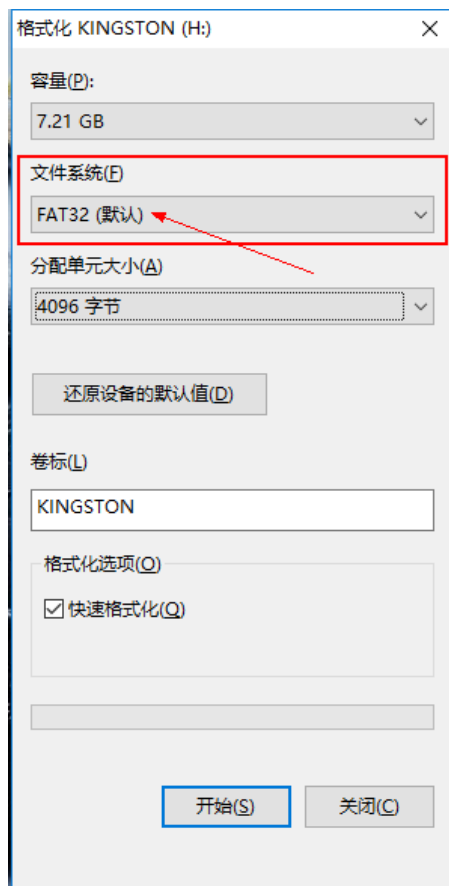 格式化 KINGSTON (H:)
容量(P):
7.21 GB
文件系统(F)
FAT32 (默认)
分配单元大小(A)
4096 字节
还原设备的默认值(D)
卷标(L)
KINGSTON
格式化选项(O)
快速格式化(Q)
开始(S)
关闭(C)